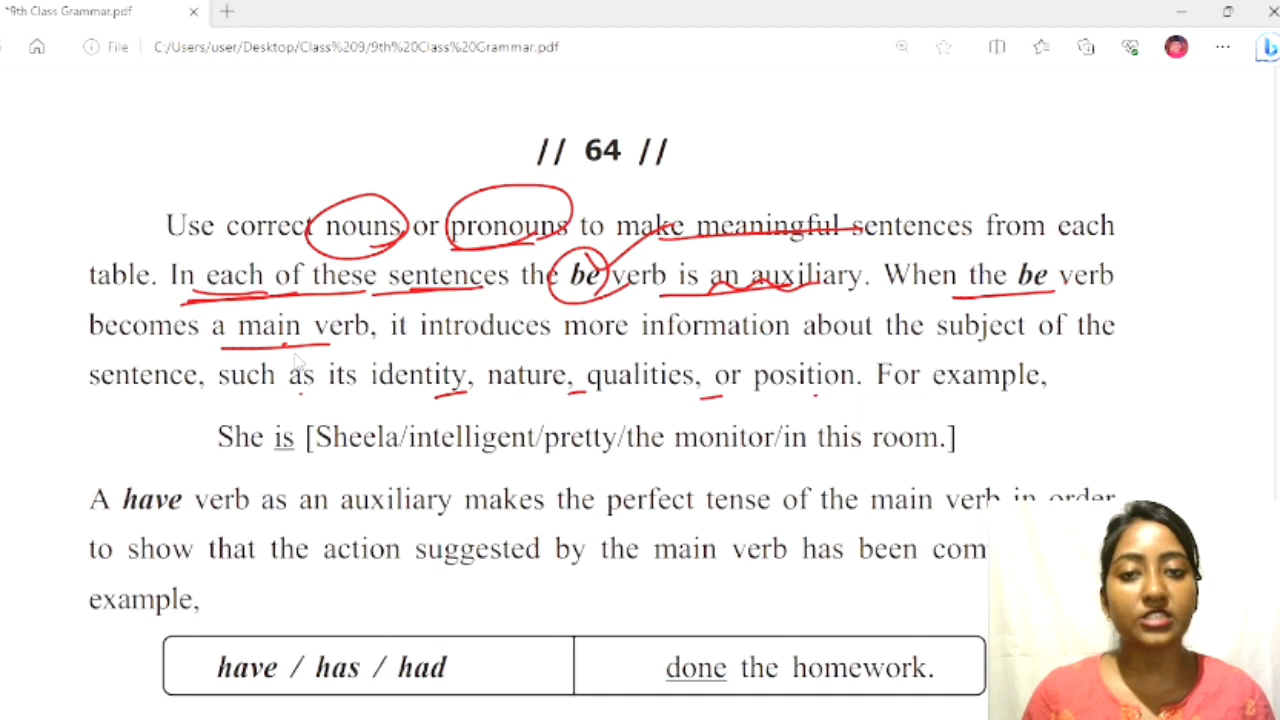 *9th Class Grammar.pdf
File C:/Users/user/Desktop/Class%209/9th%20Class%20Grammar.pdf
// 64 //
Use correct nouns or pronouns to make meaningful sentences from each
table. In each of these sentences the be verb is an auxiliary. When the be verb
becomes a main verb, it introduces more information about the subject of the
sentence, such as its identity, nature, qualities, or position. For example,
She is [Sheela/intelligent/pretty/the monitor/in this room.]
A have verb as an auxiliary makes the perfect tense of the main verb in order
to show that the action suggested by the main verb has been com
example,
have / has / had done the homework.